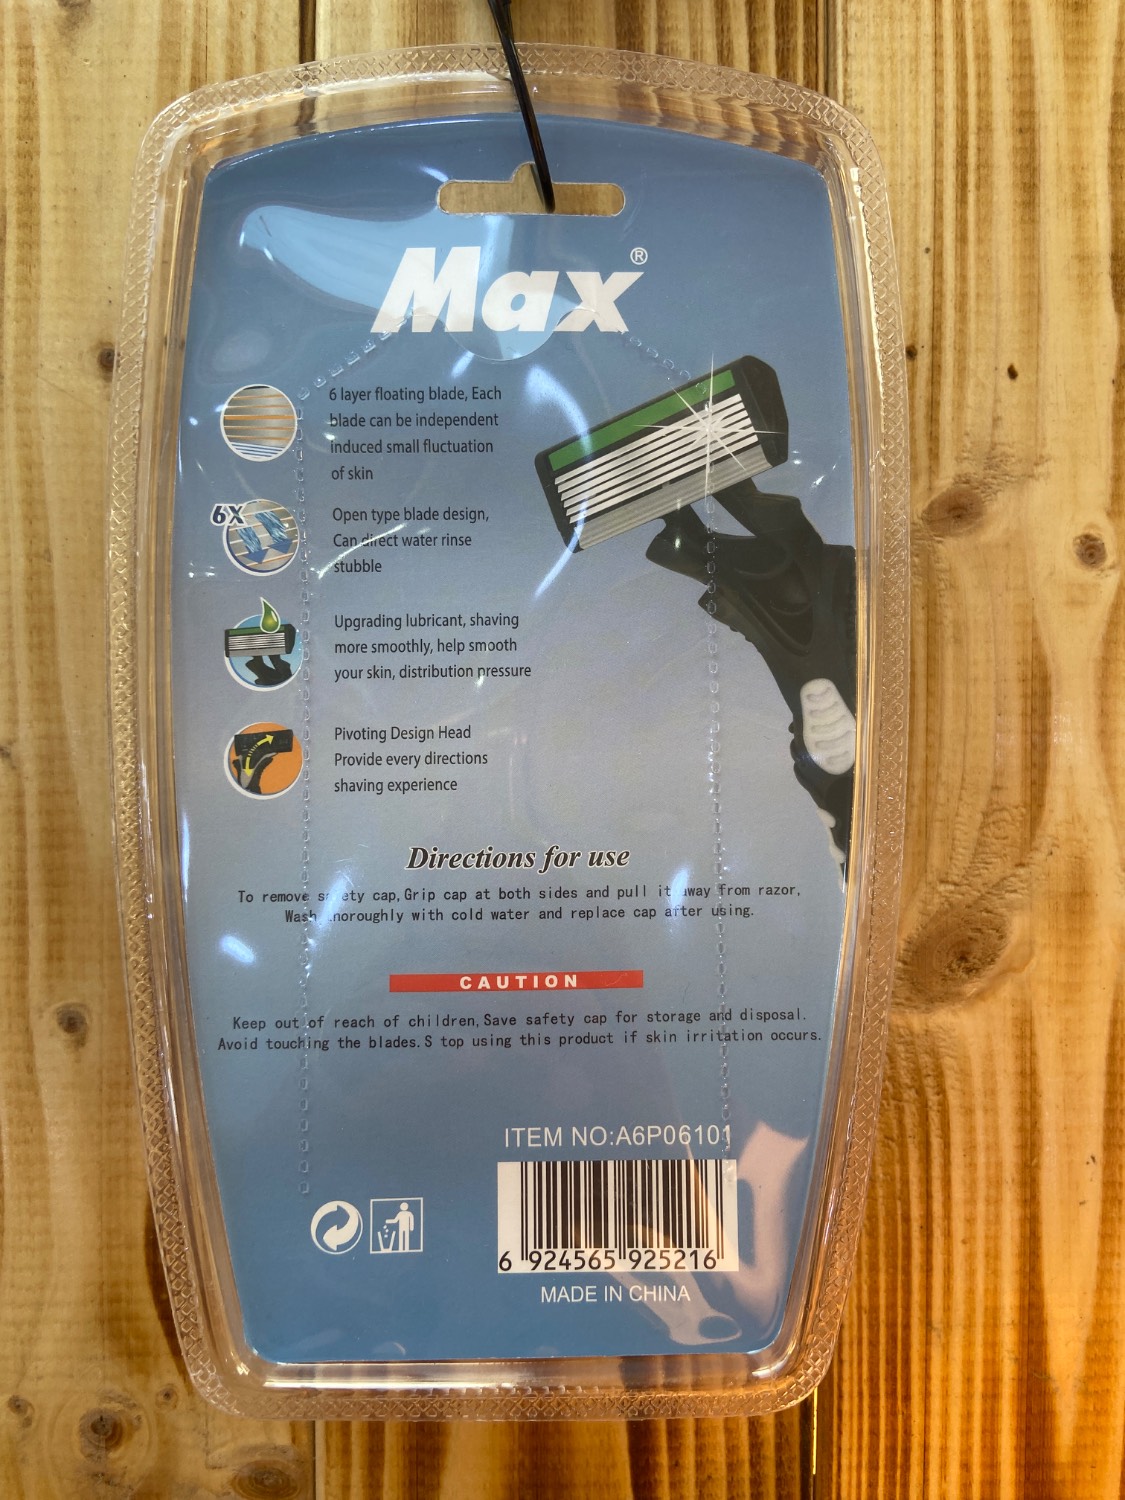 Max®
6 layer floating blade, Each
blade can be independent
induced small fluctuation
of skin
6X
Open type blade design,
Can direct water rinse
stubble
Upgrading lubricant, shaving
more smoothly, help smooth
your skin, distribution pressure
Pivoting Design Head
Provide every directions
shaving experience
Directions for use
To remove safety cap,Grip cap at both sides and pull it away from razor,
Wash thoroughly with cold water and replace cap after using.
CAUTION
Keep out of reach of children,Save safety cap for storage and disposal.
Avoid touching the blades.S top using this product if skin irritation occurs.
ITEM NO:A6P06101
6 924565 925216
MADE IN CHINA